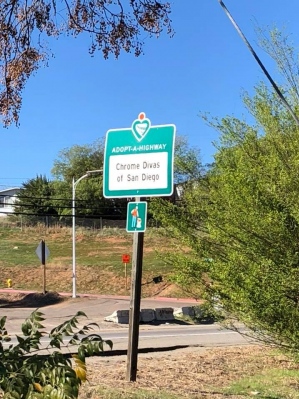 ADOPT-A-HIGHWAY
Chrome Divas
of San Diego